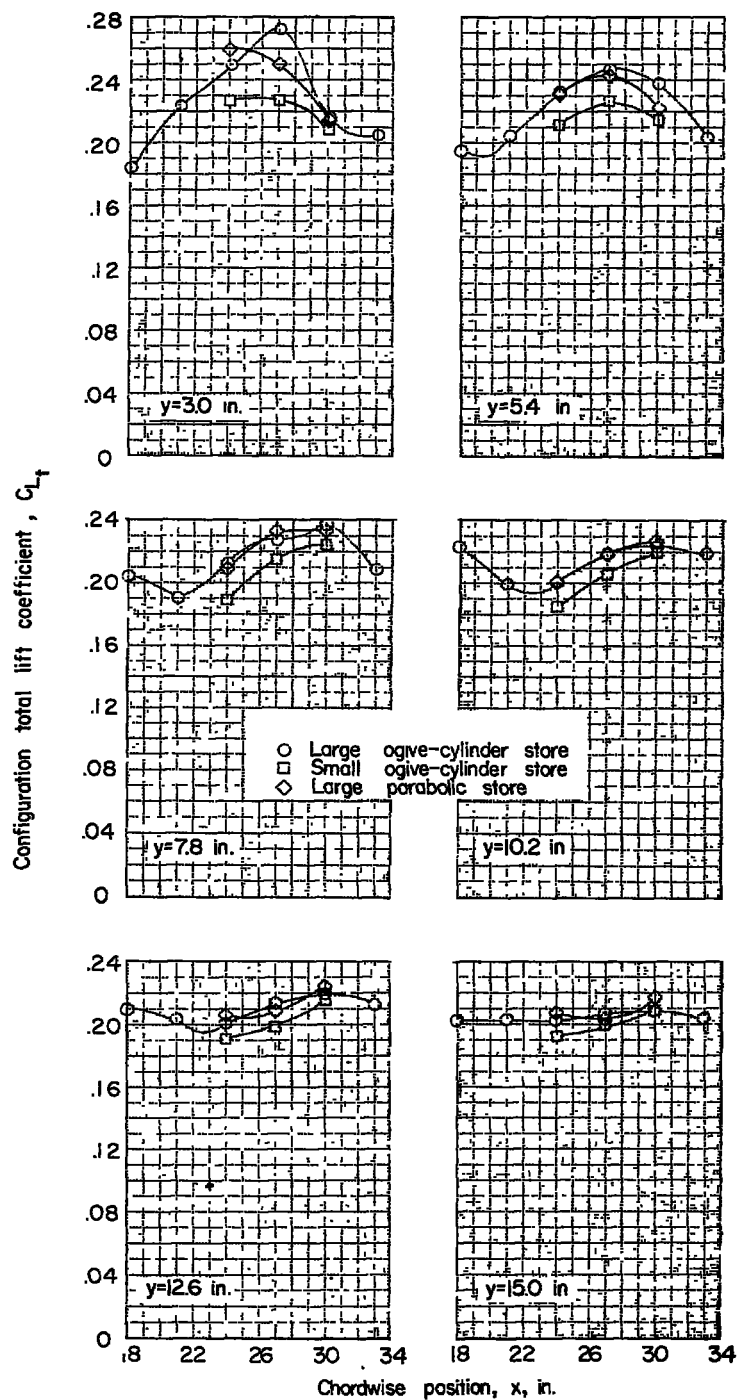 .28
.24
.20
.16
.12
.08
.04
0
y=3.0 in.
y=5.4 in
Configuration total lift coefficient , CLt
.24
.20
.16
.12
.08
.04
0
○ Large ogive-cylinder store
□ Small ogive-cylinder store
◇ Large parabolic store
y=7.8 in.
y=10.2 in
.24
.20
.16
.12
.08
.04
0
y=12.6 in.
y=15.0 in
18 22 26 30 34 18 22 26 30 34
Chordwise position, x, in.